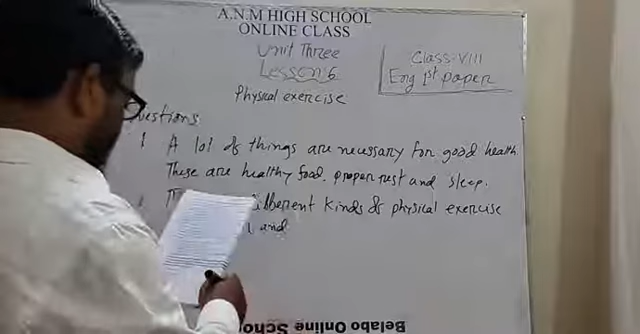 A.N.M HIGH SCHOOL
ONLINE CLASS
Unit Three
Lesson 6
Class-VIII
Eng 1st paper
Physical exercise
uestions
1 A lot of things are necessary for good health.
These are healthy food. proper rest and sleep.
different kinds of physical exercise
and
Belabo Online Scho